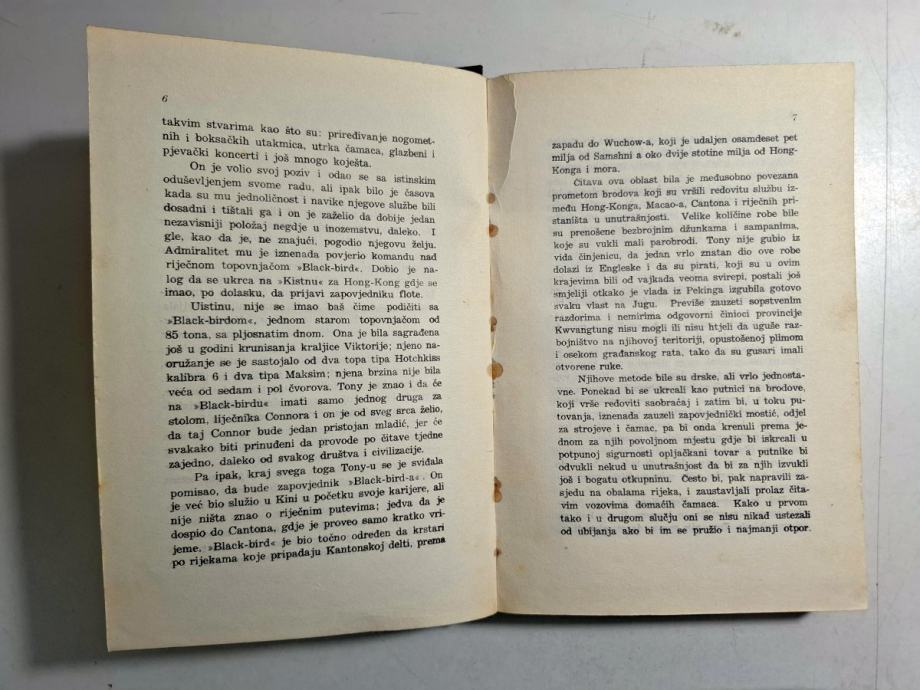 6
takvim stvarima kao što su: priređivanje nogomet-
nih i boksačkih utakmica, utrka čamaca, glazbeni i
pjevački koncerti i još mnogo koješta.
On je volio svoj poziv i odao se sa istinskim
oduševljenjem svome radu, ali ipak bilo je časova
kada su mu jednoličnost i navike njegove službe bili
dosadni i tištali ga i on je zaželio da dobije jedan
nezavisniji položaj negdje u inozemstvu, daleko. I
gle, kao da je, ne znajući, pogodio njegovu želju.
Admiralitet mu je iznenada povjerio komandu nad
riječnom topovnjačom »Black-bird«. Dobio je na-
log da se ukrca na »Kistnu« za Hong-Kong gdje se
imao, po dolasku, da prijavi zapovjedniku flote.
Uistinu, nije se imao baš čime podičiti sa
»Black-birdom«, jednom starom topovnjačom od
85 tona, sa pljosnatim dnom. Ona je bila sagrađena
još u godini krunisanja kraljice Viktorije; njeno na-
oružanje se je sastojalo od dva topa tipa Hotchkiss
kalibra 6 i dva tipa Maksim; njena brzina nije bila
veća od sedam i pol čvorova. Tony je znao i da će
na »Black-birdu« imati samo jednog druga za
stolom, liječnika Connora i on je od sveg srca želio,
da taj Connor bude jedan pristojan mladić, jer će
svakako biti prinuđeni da provode po čitave tjedne
zajedno, daleko od svakog društva i civilizacije.
Pa ipak, kraj svega toga Tony-u se je sviđala
pomisao, da bude zapovjednik »Black-bird-a«. On
je već bio služio u Kini u početku svoje karijere, ali
nije ništa znao o riječnim putevima; jedva da je
dospio do Cantona, gdje je proveo samo kratko vri-
jeme. »Black-bird« je bio točno određen da krstari
po rijekama koje pripadaju Kantonskoj delti, prema
7
zapadu do Wuchow-a, koji je udaljen osamdeset pet
milja od Samshni a oko dvije stotine milja od Hong-
Konga i mora.
Čitava ova oblast bila je međusobno povezana
prometom brodova koji su vršili redovitu službu iz-
među Hong-Konga, Macao-a, Cantona i riječnih pri-
staništa u unutrašnjosti. Velike količine robe bile
su prenošene bezbrojnim džunkama i sampanima,
koje su vukli mali parobrodi. Tony nije gubio iz
vida činjenicu, da jedan vrlo znatan dio ove robe
dolazi iz Engleske i da su pirati, koji su u ovim
krajevima bili od vajkada veoma svirepi, postali još
smjeliji otkako je vlada iz Pekinga izgubila gotovo
svaku vlast na Jugu. Previše zauzeti sopstvenim
razdorima i nemirima odgovorni činioci provincije
Kwvangtung nisu mogli ili nisu htjeli da uguše raz-
bojništvo na njihovoj teritoriji, opustošenoj plimom
i osekom građanskog rata, tako da su gusari imali
otvorene ruke.
Njihove metode bile su drske, ali vrlo jednosta-
vne. Ponekad bi se ukrcali kao putnici na brodove,
koji vrše redoviti saobraćaj i zatim bi, u toku pu-
tovanja, iznenada zauzeli zapovjednički mostić, odjel
za strojeve i čamac, pa bi onda krenuli prema jed-
nom za njih povoljnom mjestu gdje bi iskrcali u
potpunoj sigurnosti opljačkani tovar a putnike bi
odvukli nekud u unutrašnjost da bi za njih izvukli
još i bogatu otkupninu. Često bi, pak napravili za-
sjedu na obalama rijeka, i zaustavljali prolaz čita-
vim vozovima domaćih čamaca. Kako u prvom
tako i u drugom slučju oni se nisu nikad ustezali
od ubijanja ako bi im se pružio i najmanji otpor.